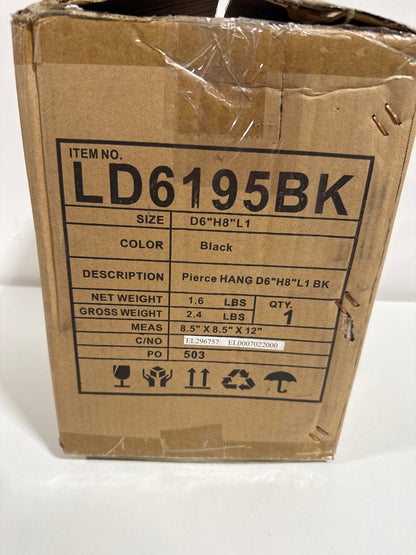 ITEM NO.
LD6195BK
SIZE D6"H8"L1
COLOR Black
DESCRIPTION Pierce HANG D6"H8"L1 BK
NET WEIGHT 1.6 LBS QTY.
GROSS WEIGHT 2.4 LBS 1
MEAS 8.5" X 8.5" X 12"
C/NO EL296757: EL0007022000
PO 503